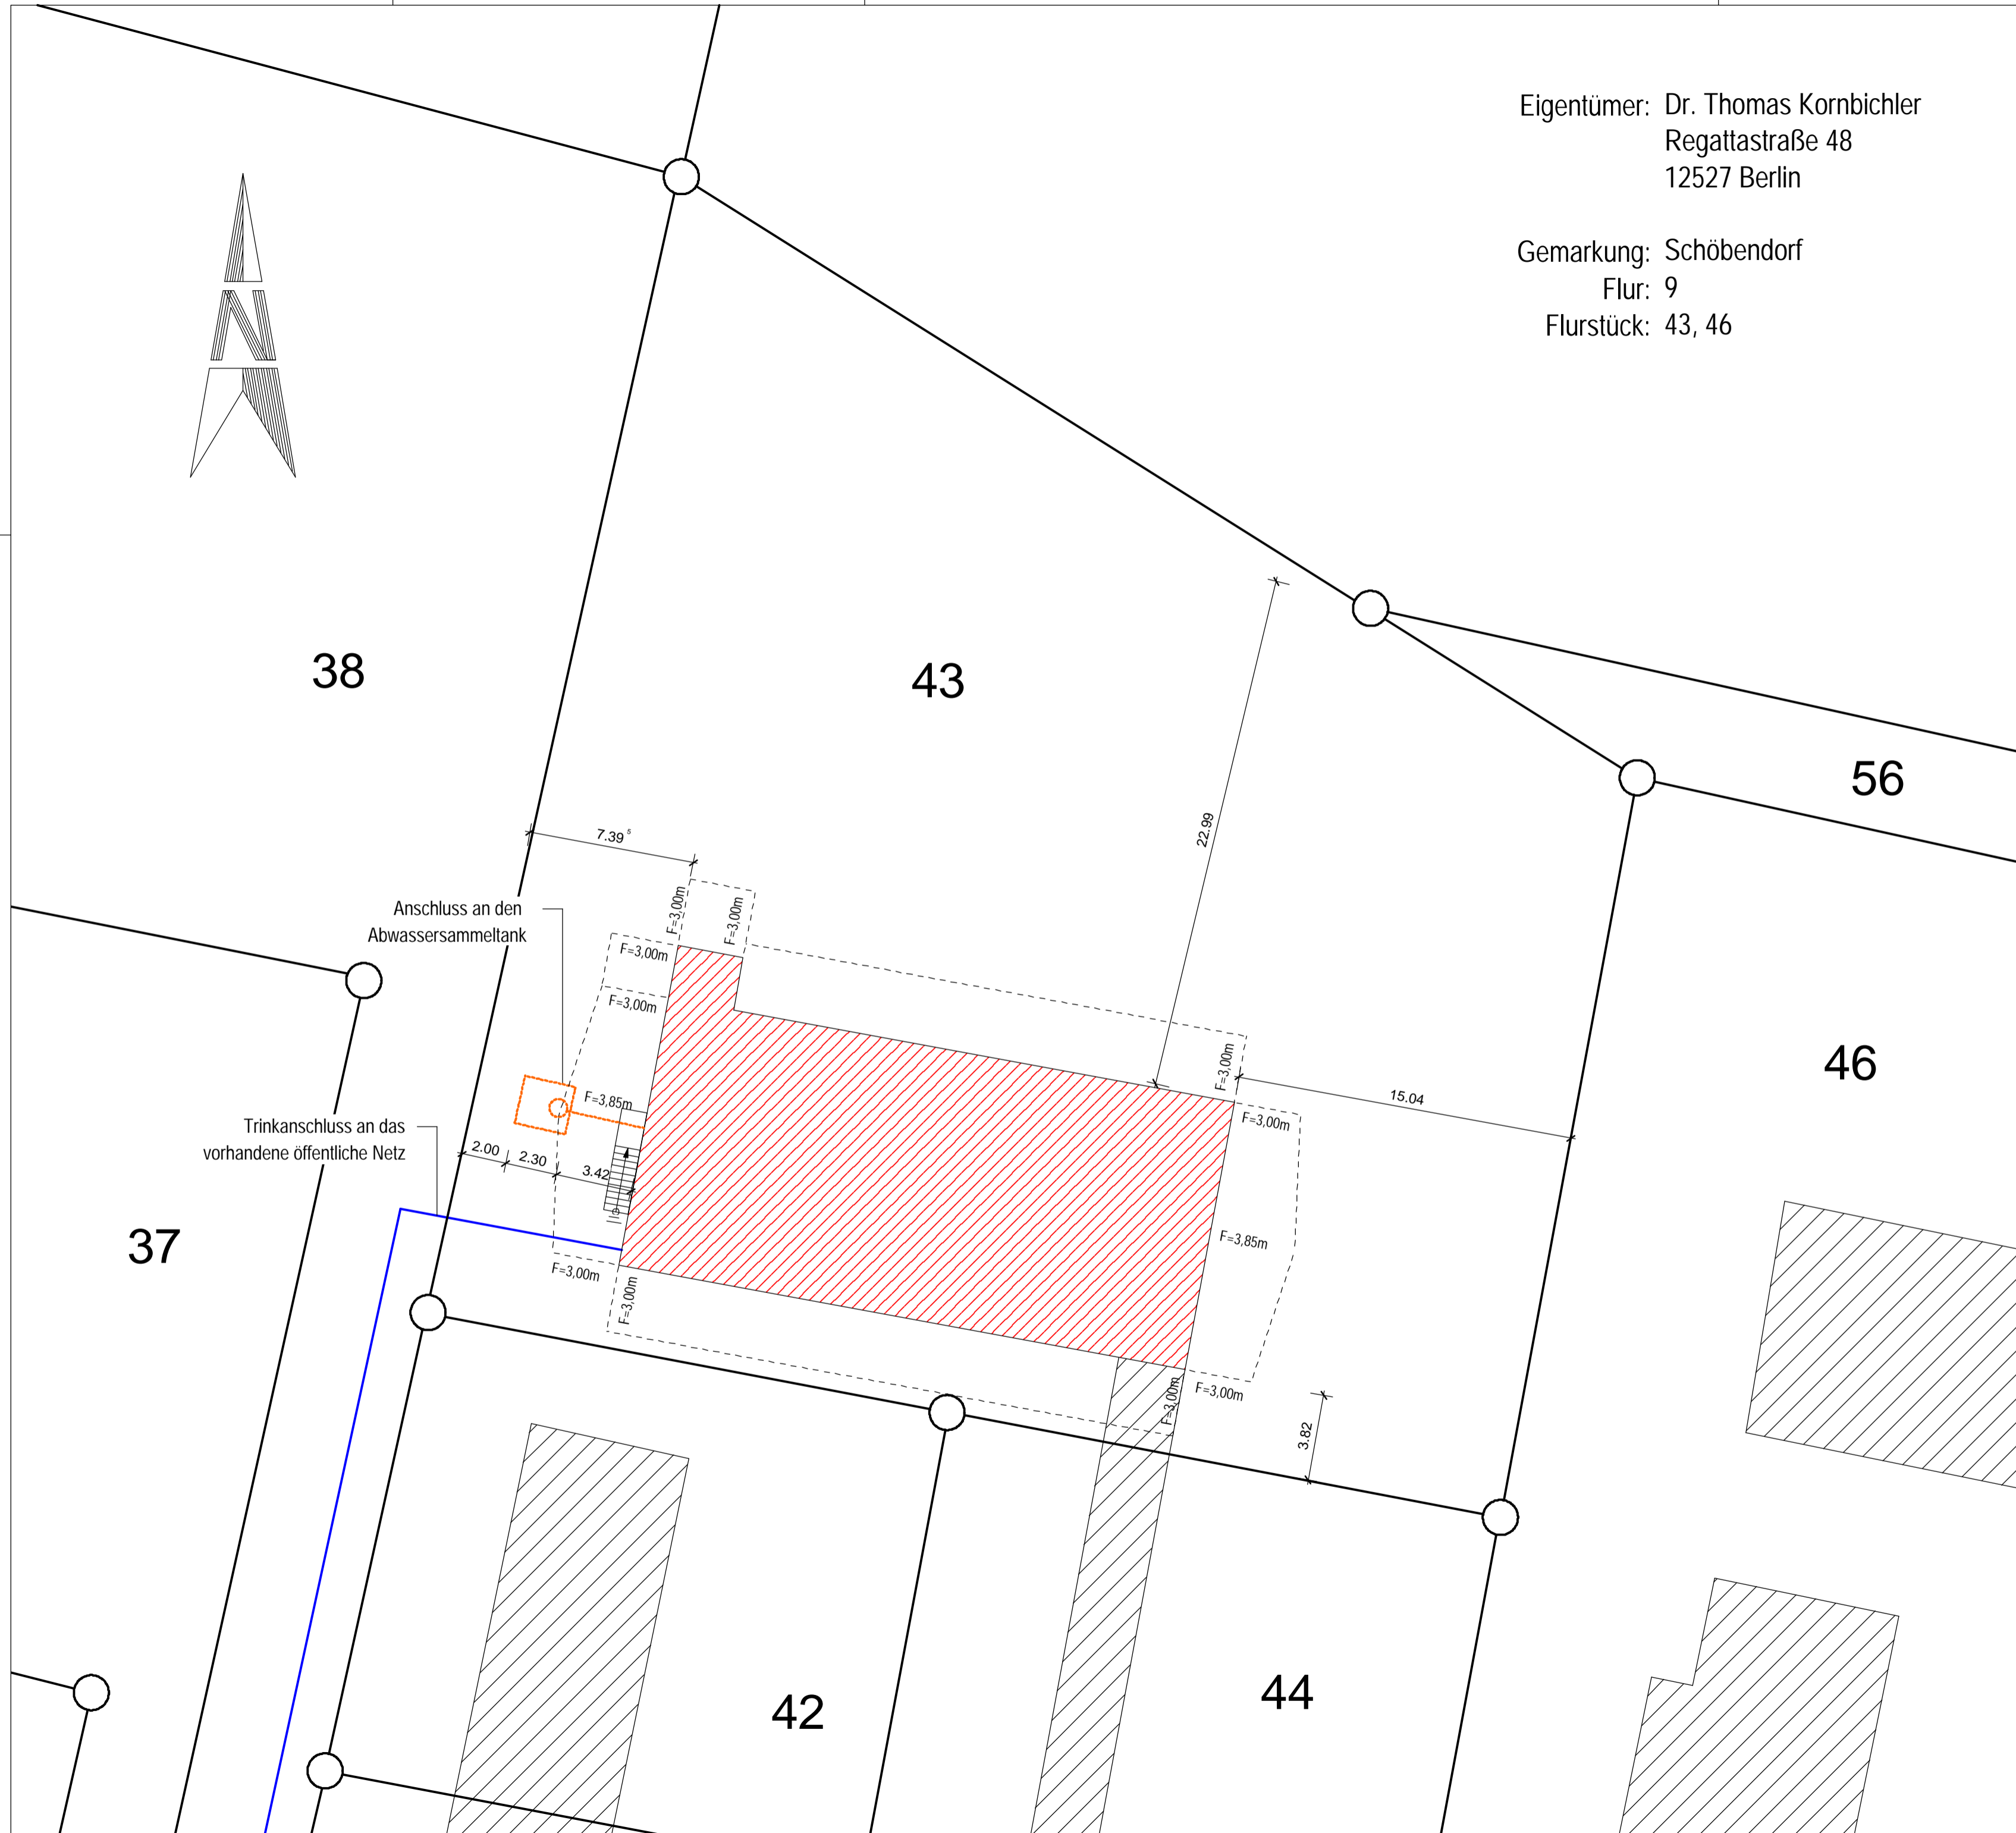 Eigentümer: Dr. Thomas Kornbichler
Regattastraße 48
12527 Berlin
Gemarkung: Schöbendorf
Flur: 9
Flurstück: 43, 46
N
38
43
56
22.99
7.39⁵
Anschluss an den
Abwassersammeltank
F=3,00m
F=3,00m
F=3,00m
F=3,00m
F=3,00m
15.04
46
F=3,85m
F=3,00m
Trinkanschluss an das
vorhandene öffentliche Netz
2.00
2.30
3.42
37
F=3,85m
F=3,00m
F=3,00m
F=3,00m
F=3,00m
3.82
42
44